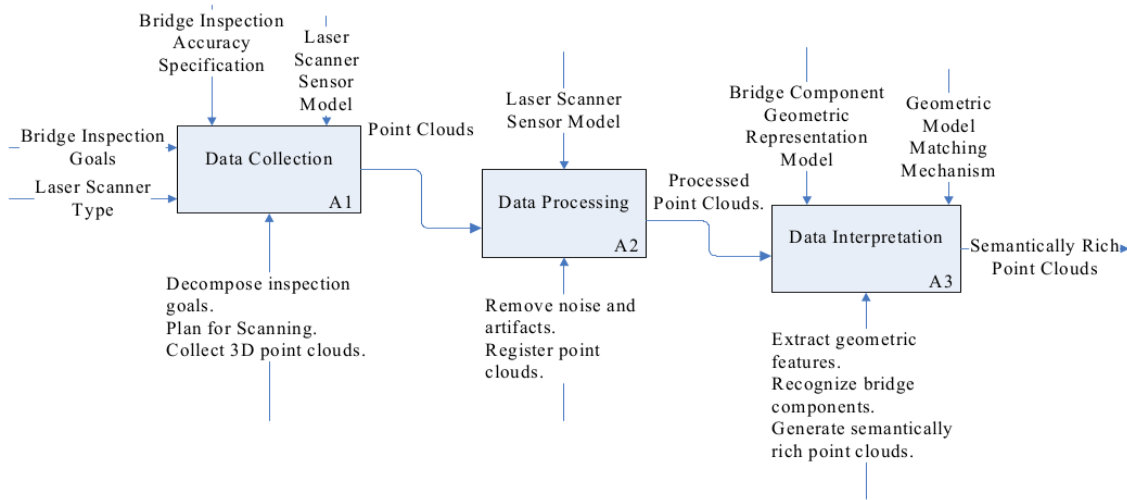 Bridge Inspection
Accuracy
Specification
Laser
Scanner
Sensor
Model
Bridge Inspection
Goals
Laser Scanner
Type
Data Collection
A1
Point Clouds
Decompose inspection
goals.
Plan for Scanning.
Collect 3D point clouds.
Laser Scanner
Sensor Model
Data Processing
A2
Processed
Point Clouds.
Remove noise and
artifacts.
Register point
clouds.
Bridge Component
Geometric
Representation
Model
Geometric
Model
Matching
Mechanism
Data Interpretation
A3
Semantically Rich
Point Clouds
Extract geometric
features.
Recognize bridge
components.
Generate semantically
rich point clouds.